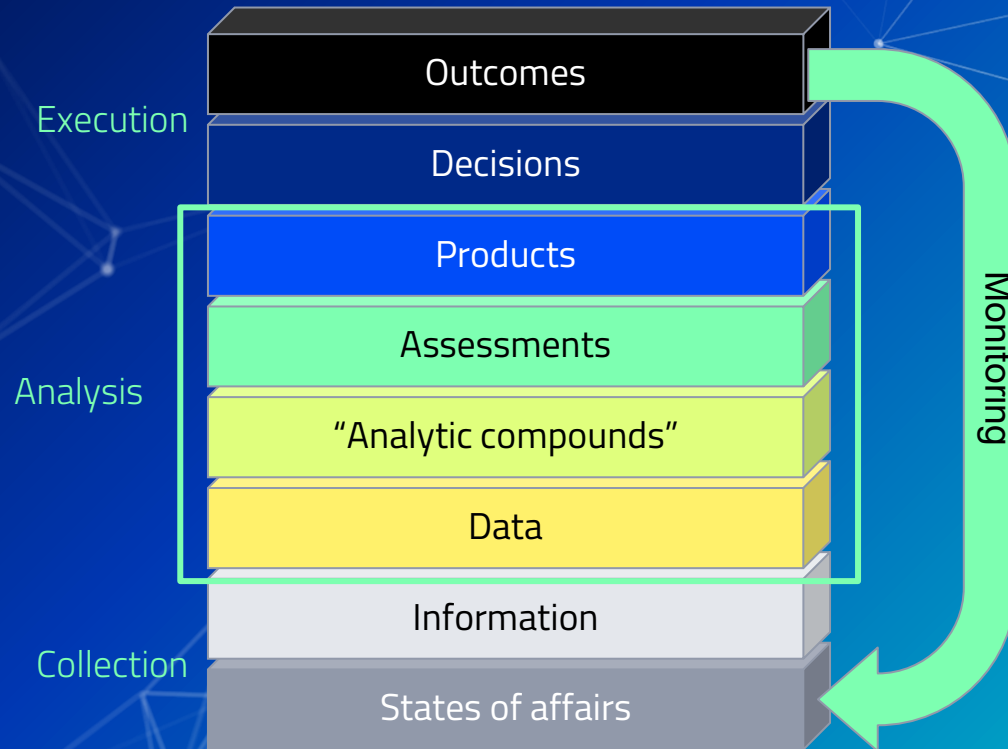 Outcomes
Execution
Decisions
Products
Assessments
Analysis
“Analytic compounds”
Data
Information
Collection
States of affairs
Monitoring